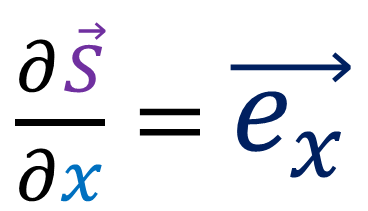 ∂s⃗/∂x = e⃗ₓ